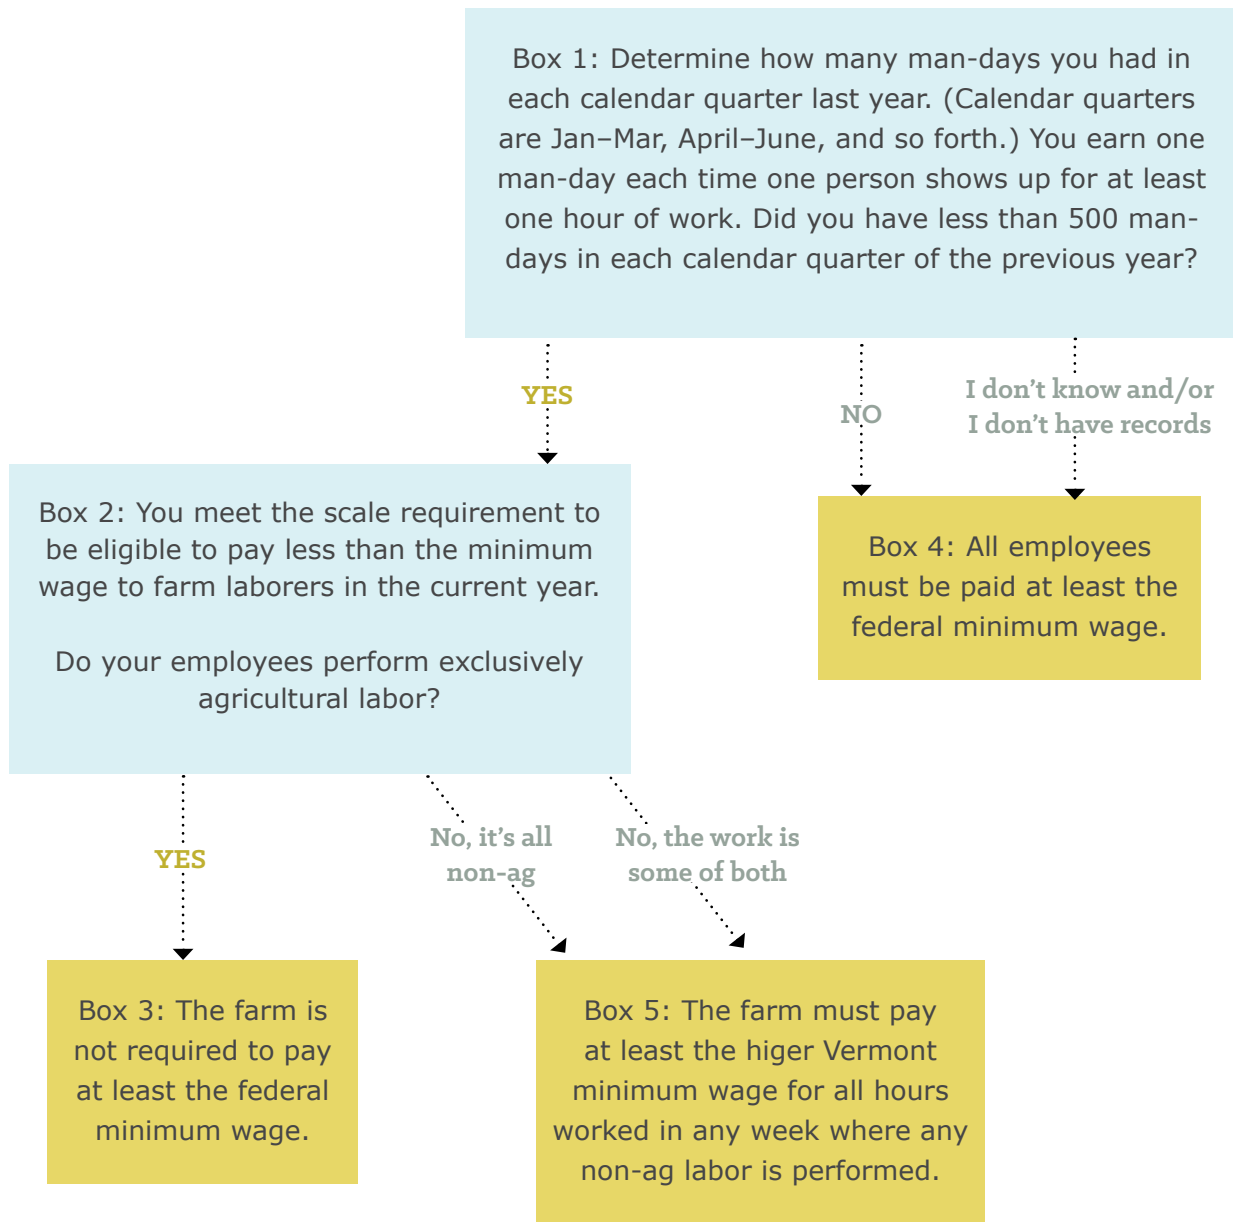 Box 1: Determine how many man-days you had in
each calendar quarter last year. (Calendar quarters
are Jan–Mar, April–June, and so forth.) You earn one
man-day each time one person shows up for at least
one hour of work. Did you have less than 500 man-
days in each calendar quarter of the previous year?
YES
NO
I don’t know and/or
I don’t have records
Box 2: You meet the scale requirement to
be eligible to pay less than the minimum
wage to farm laborers in the current year.
Do your employees perform exclusively
agricultural labor?
Box 4: All employees
must be paid at least the
federal minimum wage.
YES
No, it’s all
non-ag
No, the work is
some of both
Box 3: The farm is
not required to pay
at least the federal
minimum wage.
Box 5: The farm must pay
at least the higer Vermont
minimum wage for all hours
worked in any week where any
non-ag labor is performed.